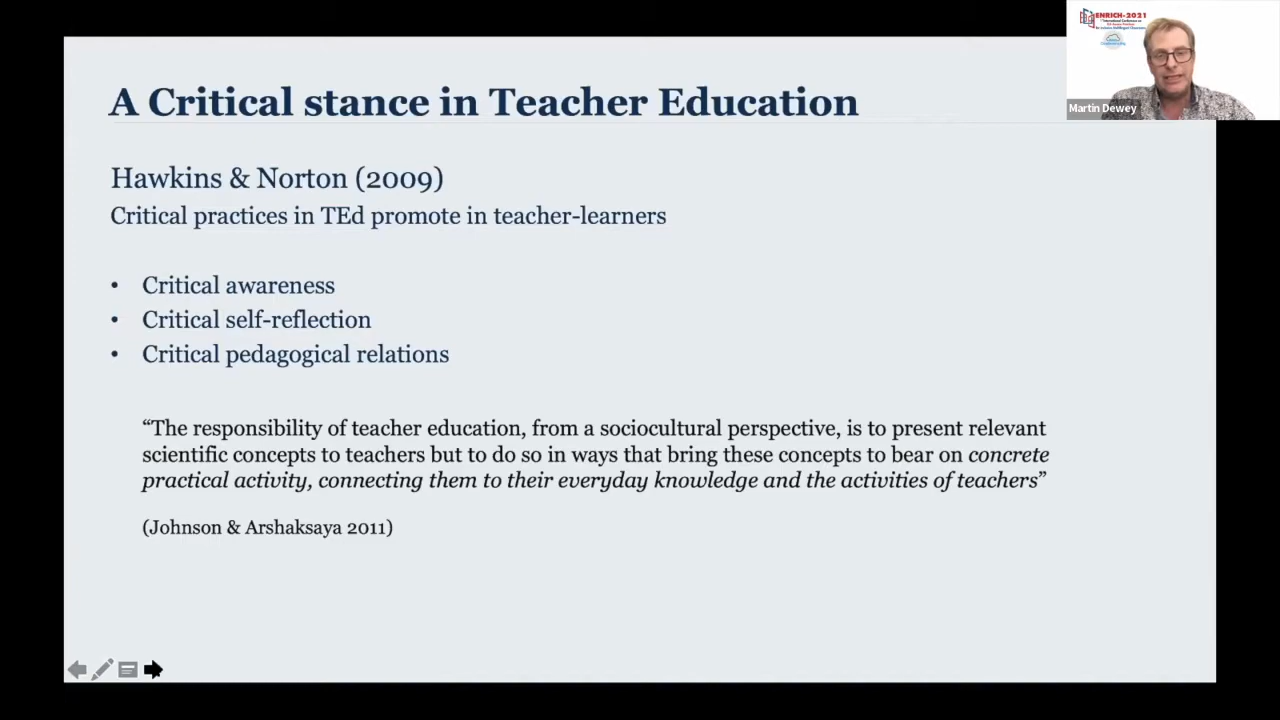 A Critical stance in Teacher Education
Hawkins & Norton (2009)
Critical practices in TEd promote in teacher-learners
• Critical awareness
• Critical self-reflection
• Critical pedagogical relations
“The responsibility of teacher education, from a sociocultural perspective, is to present relevant
scientific concepts to teachers but to do so in ways that bring these concepts to bear on concrete
practical activity, connecting them to their everyday knowledge and the activities of teachers”
(Johnson & Arshaksaya 2011)
ENRICH-2021
Martin Dewey